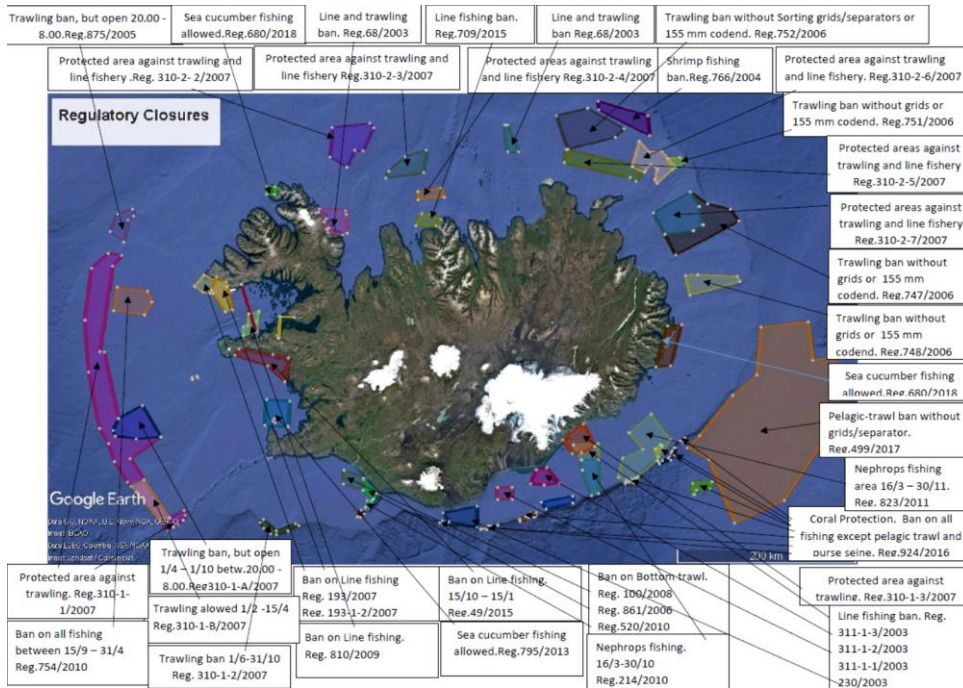 Trawling ban, but open 20.00 -
8.00.Reg.875/2005
Sea cucumber fishing
allowed.Reg.680/2018
Line and trawling
ban. Reg.68/2003
Line fishing ban.
Reg.709/2015
Line and trawling
ban Reg.68/2003
Trawling ban without Sorting grids/separators or
155 mm codend. Reg.752/2006
Protected area against trawling and
line fishery .Reg. 310-2- 2/2007
Protected area against trawling and
line fishery Reg.310-2-3/2007
Protected areas against trawling
and line fishery Reg.310-2-4/2007
Shrimp fishing
ban.Reg.766/2004
Protected area against trawling
and line fishery. Reg.310-2-6/2007
Regulatory Closures
Trawling ban without grids or
155 mm codend. Reg.751/2006
Protected areas against
trawling and line fishery
Reg.310-2-5/2007
Protected areas against
trawling and line fishery
Reg.310-2-7/2007
Trawling ban without
grids or 155 mm
codend. Reg.747/2006
Trawling ban without
grids or 155 mm
codend. Reg.748/2006
Sea cucumber fishing
allowed.Reg.680/2018
Pelagic-trawl ban without
grids/separator.
Reg.499/2017
Nephrops fishing
area 16/3 – 30/11.
Reg. 823/2011
Coral Protection. Ban on all
fishing except pelagic trawl and
purse seine. Reg.924/2016
Google Earth
200 km
Protected area against
trawling. Reg.310-1-
1/2007
Trawling ban, but open
1/4 – 1/10 betw.20.00 -
8.00.Reg310-1-A/2007
Ban on Line fishing
Reg. 193/2007
Reg. 193-1-2/2007
Ban on Line fishing.
15/10 – 15/1
Reg.49/2015
Ban on Bottom trawl.
Reg. 100/2008
Reg. 861/2006
Reg.520/2010
Protected area against
trawling. Reg.310-1-3/2007
Trawling alowed 1/2 -15/4
Reg.310-1-B/2007
Line fishing ban. Reg.
311-1-3/2003
311-1-2/2003
311-1-1/2003
230/2003
Ban on all fishing
between 15/9 – 31/4
Reg.754/2010
Trawling ban 1/6-31/10
Reg. 310-1-2/2007
Ban on Line fishing.
Reg. 810/2009
Sea cucumber fishing
allowed.Reg.795/2013
Nephrops fishing.
16/3-30/10
Reg.214/2010